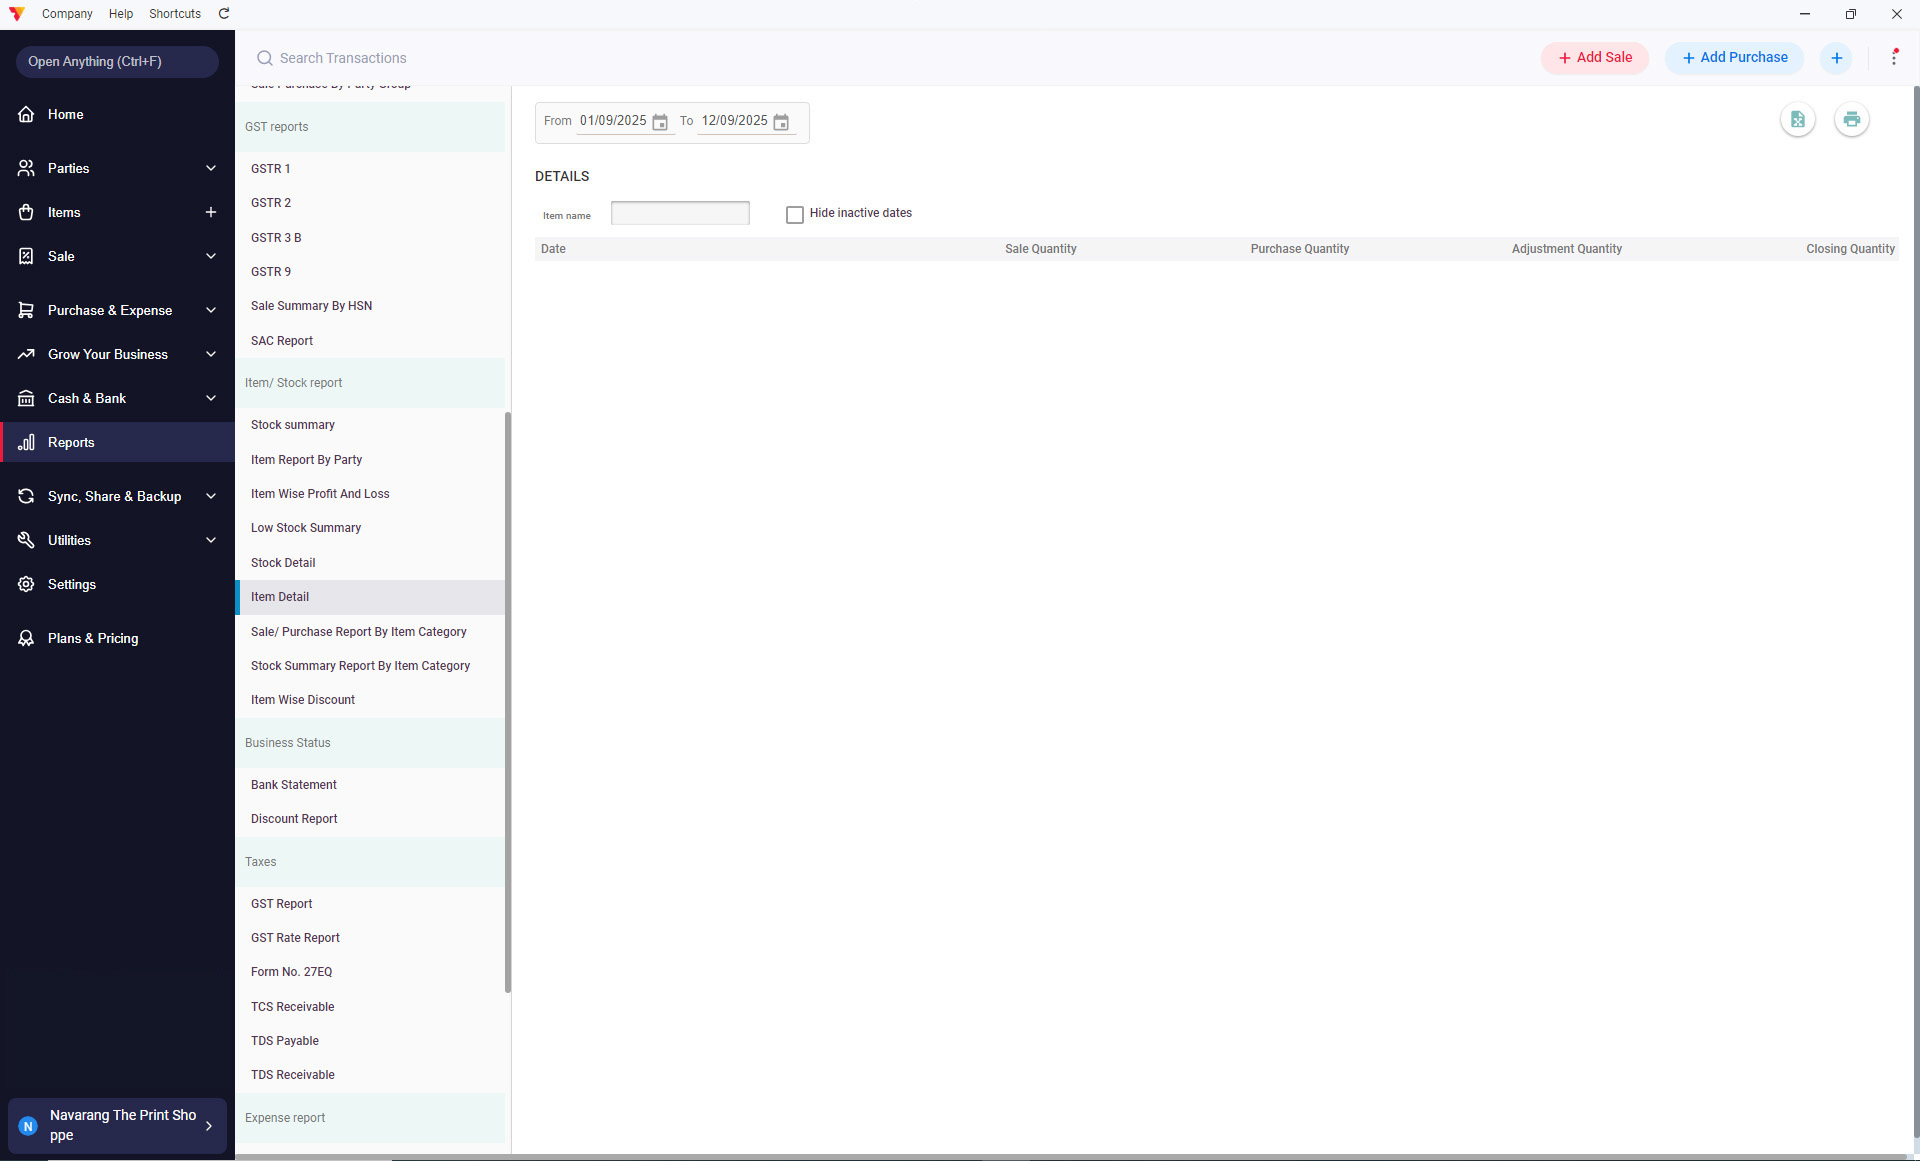 Company Help Shortcuts
Open Anything (Ctrl+F)
Search Transactions
+ Add Sale
+ Add Purchase
+
Home
Parties
Items
Sale
Purchase & Expense
Grow Your Business
Cash & Bank
Reports
Sync, Share & Backup
Utilities
Settings
Plans & Pricing
N
Navarang The Print Sho
ppe
Sale Purchase By Party Group
GST reports
GSTR 1
GSTR 2
GSTR 3 B
GSTR 9
Sale Summary By HSN
SAC Report
Item/ Stock report
Stock summary
Item Report By Party
Item Wise Profit And Loss
Low Stock Summary
Stock Detail
Item Detail
Sale/ Purchase Report By Item Category
Stock Summary Report By Item Category
Item Wise Discount
Business Status
Bank Statement
Discount Report
Taxes
GST Report
GST Rate Report
Form No. 27EQ
TCS Receivable
TDS Payable
TDS Receivable
Expense report
From 01/09/2025 To 12/09/2025
DETAILS
Item name
Hide inactive dates
Date Sale Quantity Purchase Quantity Adjustment Quantity Closing Quantity